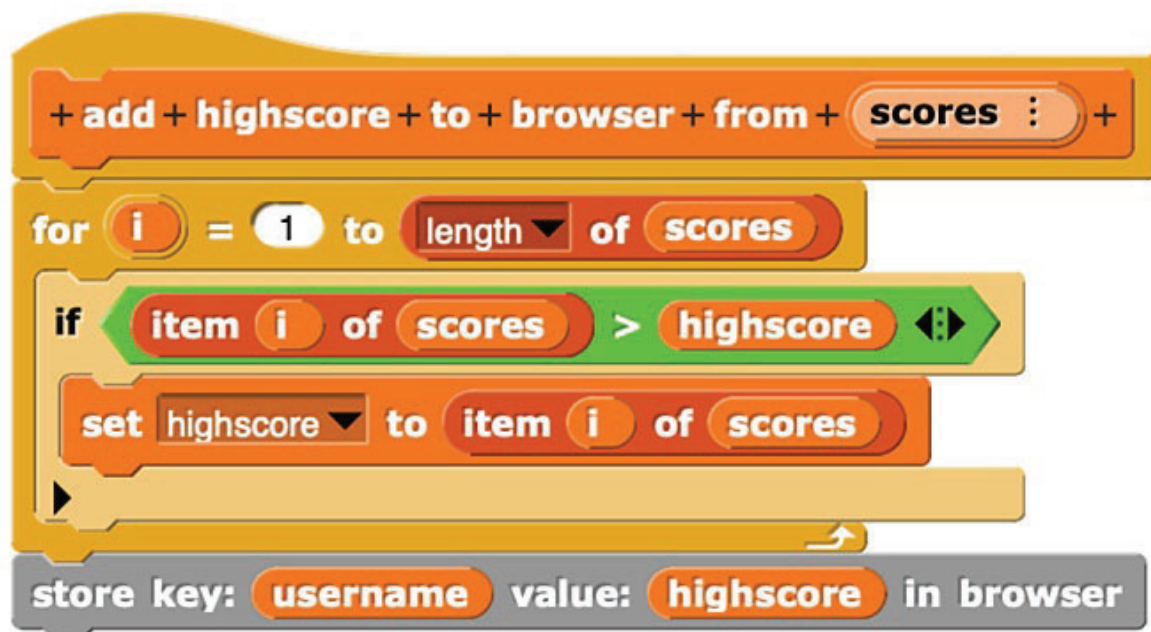 + add + highscore + to + browser + from + scores ⋮ +
for i = 1 to length of scores
if item i of scores > highscore
set highscore to item i of scores
store key: username value: highscore in browser